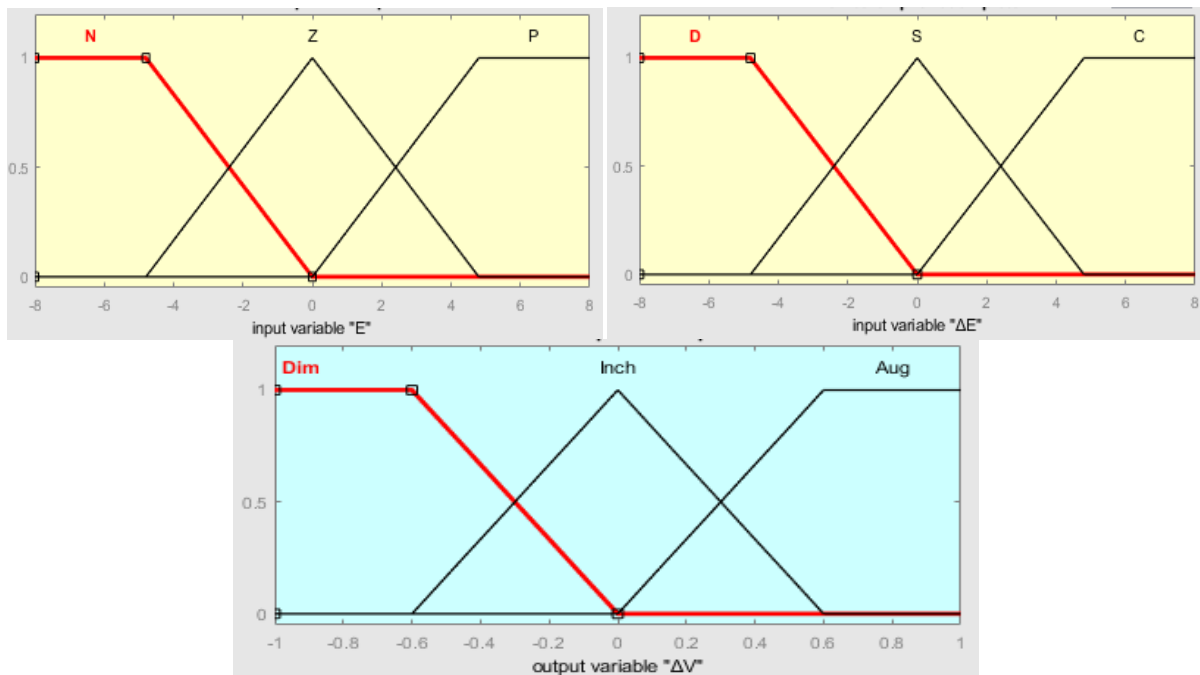 N Z P
1
0.5
0
-8 -6 -4 -2 0 2 4 6 8
input variable "E"
D S C
1
0.5
0
-8 -6 -4 -2 0 2 4 6 8
input variable "ΔE"
Dim Inch Aug
1
0.5
0
-1 -0.8 -0.6 -0.4 -0.2 0 0.2 0.4 0.6 0.8 1
output variable "ΔV"